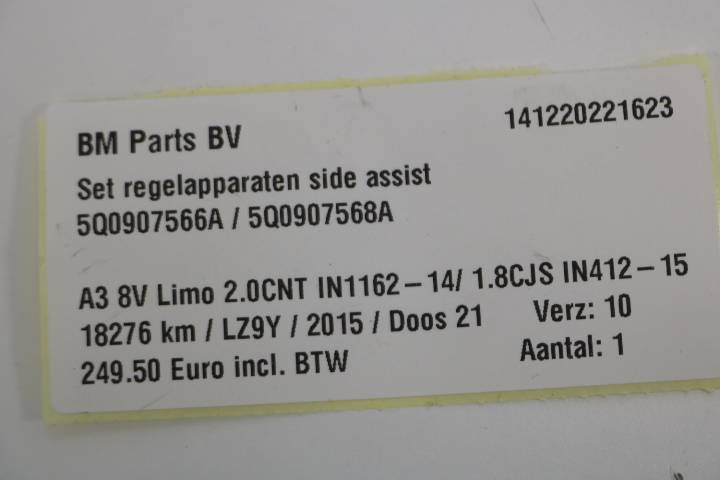 BM Parts BV 141220221623
Set regelapparaten side assist
5Q0907566A / 5Q0907568A
A3 8V Limo 2.0CNT IN1162-14/ 1.8CJS IN412-15
18276 km / LZ9Y / 2015 / Doos 21 Verz: 10
249.50 Euro incl. BTW Aantal: 1